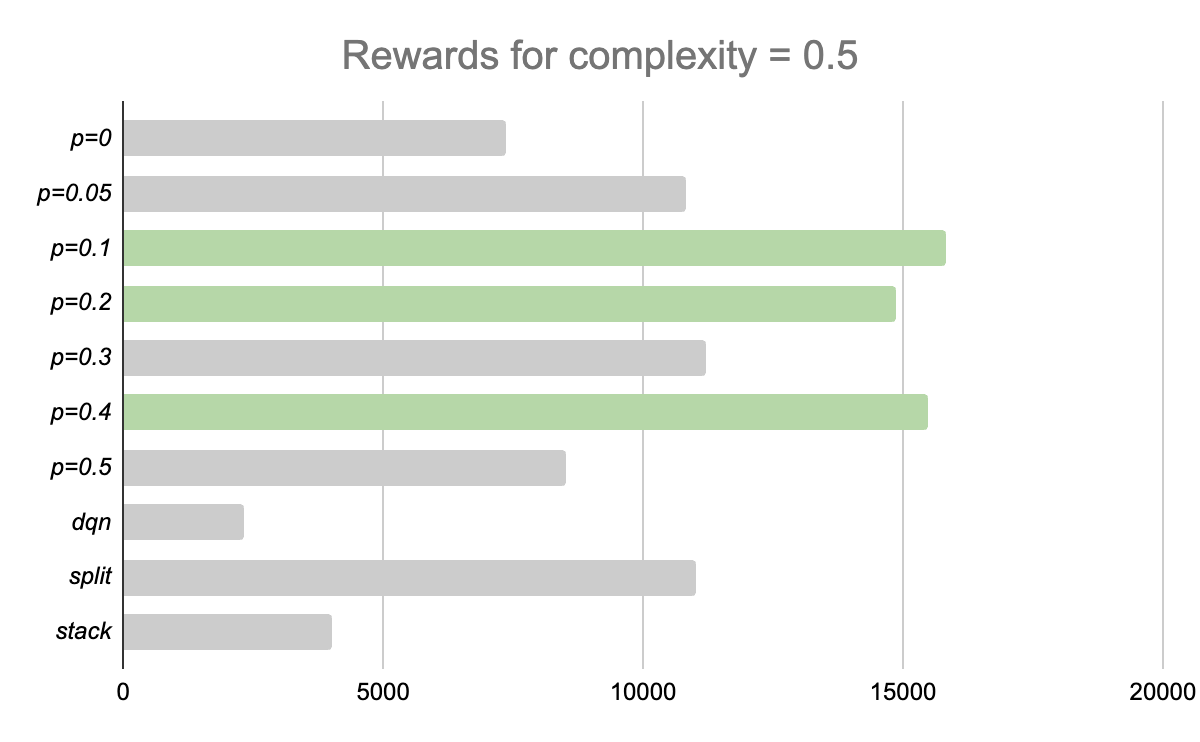 Rewards for complexity = 0.5
p=0
p=0.05
p=0.1
p=0.2
p=0.3
p=0.4
p=0.5
dqn
split
stack
0 5000 10000 15000 20000